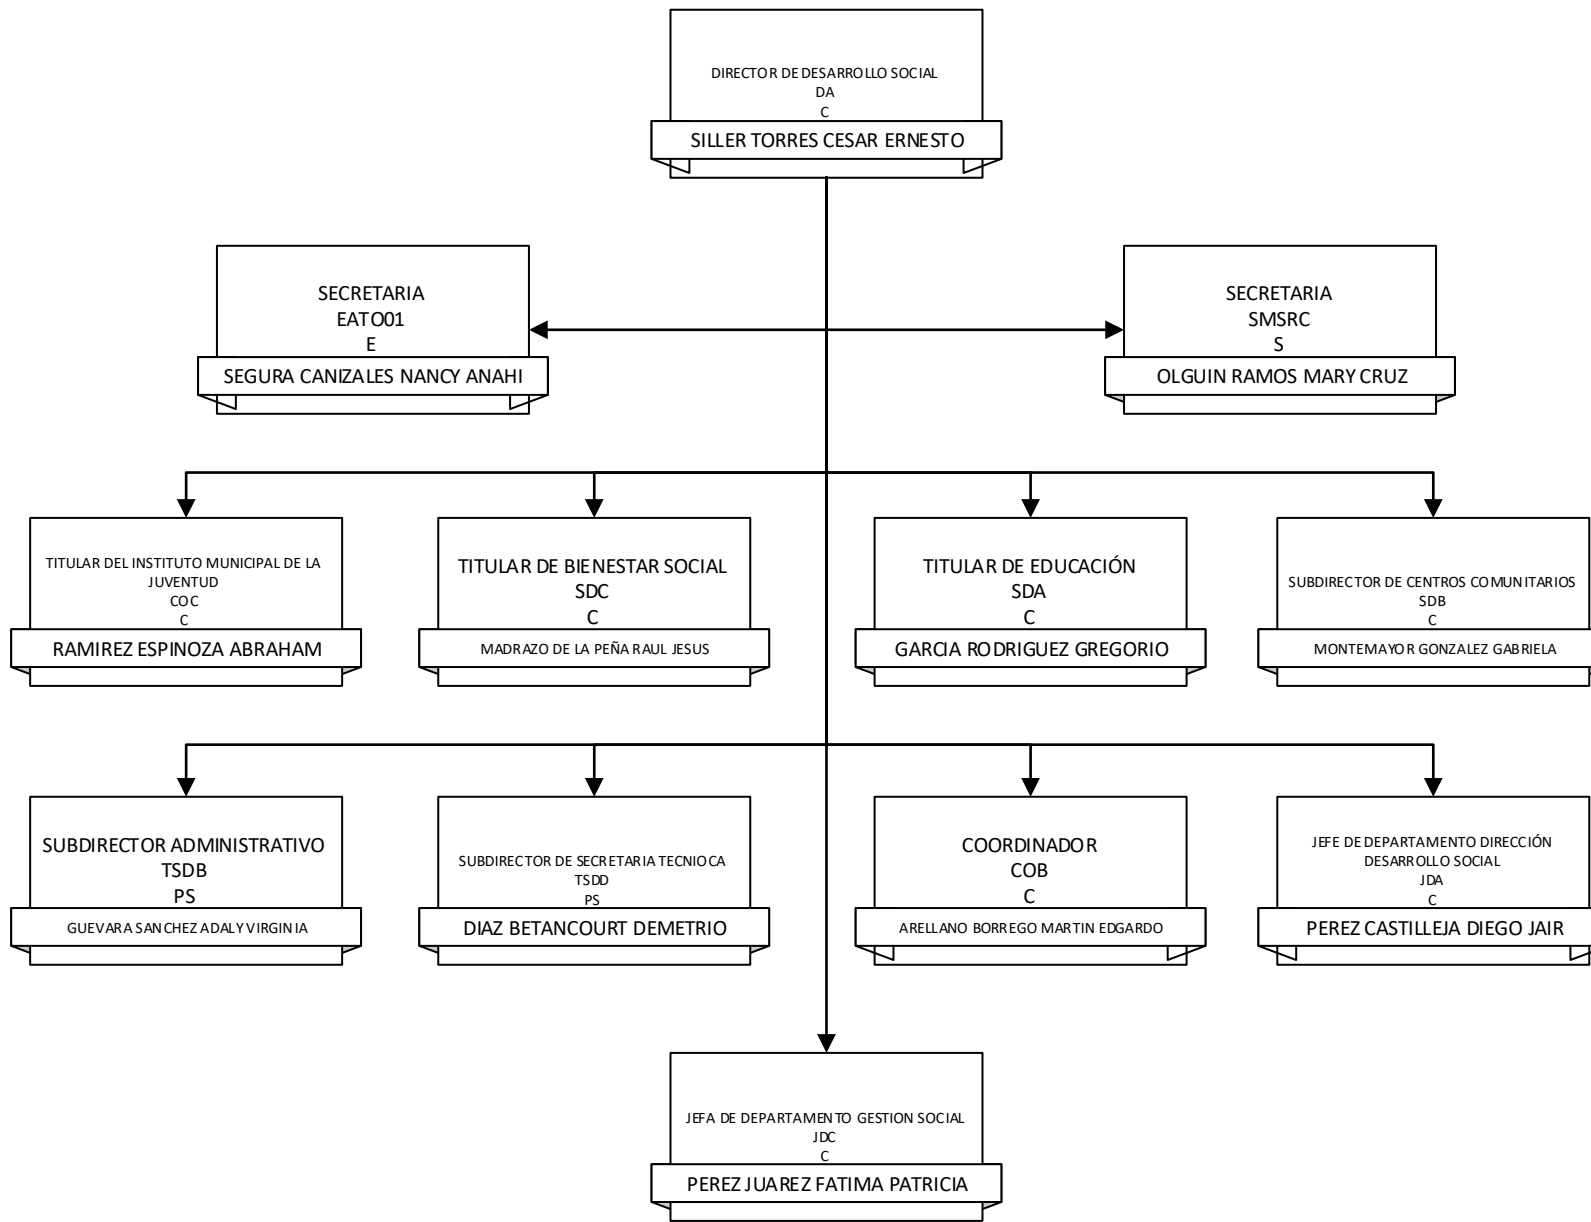 DIRECTOR DE DESARROLLO SOCIAL
DA
C
SILLER TORRES CESAR ERNESTO
SECRETARIA
EATO01
E
SEGURA CANIZALES NANCY ANAHI
SECRETARIA
SMSRC
S
OLGUIN RAMOS MARY CRUZ
TITULAR DEL INSTITUTO MUNICIPAL DE LA
JUVENTUD
COC
C
RAMIREZ ESPINOZA ABRAHAM
TITULAR DE BIENESTAR SOCIAL
SDC
C
MADRAZO DE LA PEÑA RAUL JESUS
TITULAR DE EDUCACIÓN
SDA
C
GARCIA RODRIGUEZ GREGORIO
SUBDIRECTOR DE CENTROS COMUNITARIOS
SDB
C
MONTEMAYOR GONZALEZ GABRIELA
SUBDIRECTOR ADMINISTRATIVO
TSDB
PS
GUEVARA SANCHEZ ADALY VIRGINIA
SUBDIRECTOR DE SECRETARIA TECNIOCA
TSDD
PS
DIAZ BETANCOURT DEMETRIO
COORDINADOR
COB
C
ARELLANO BORREGO MARTIN EDGARDO
JEFE DE DEPARTAMENTO DIRECCIÓN
DESARROLLO SOCIAL
JDA
C
PEREZ CASTILLEJA DIEGO JAIR
JEFA DE DEPARTAMENTO GESTION SOCIAL
JDC
C
PEREZ JUAREZ FATIMA PATRICIA